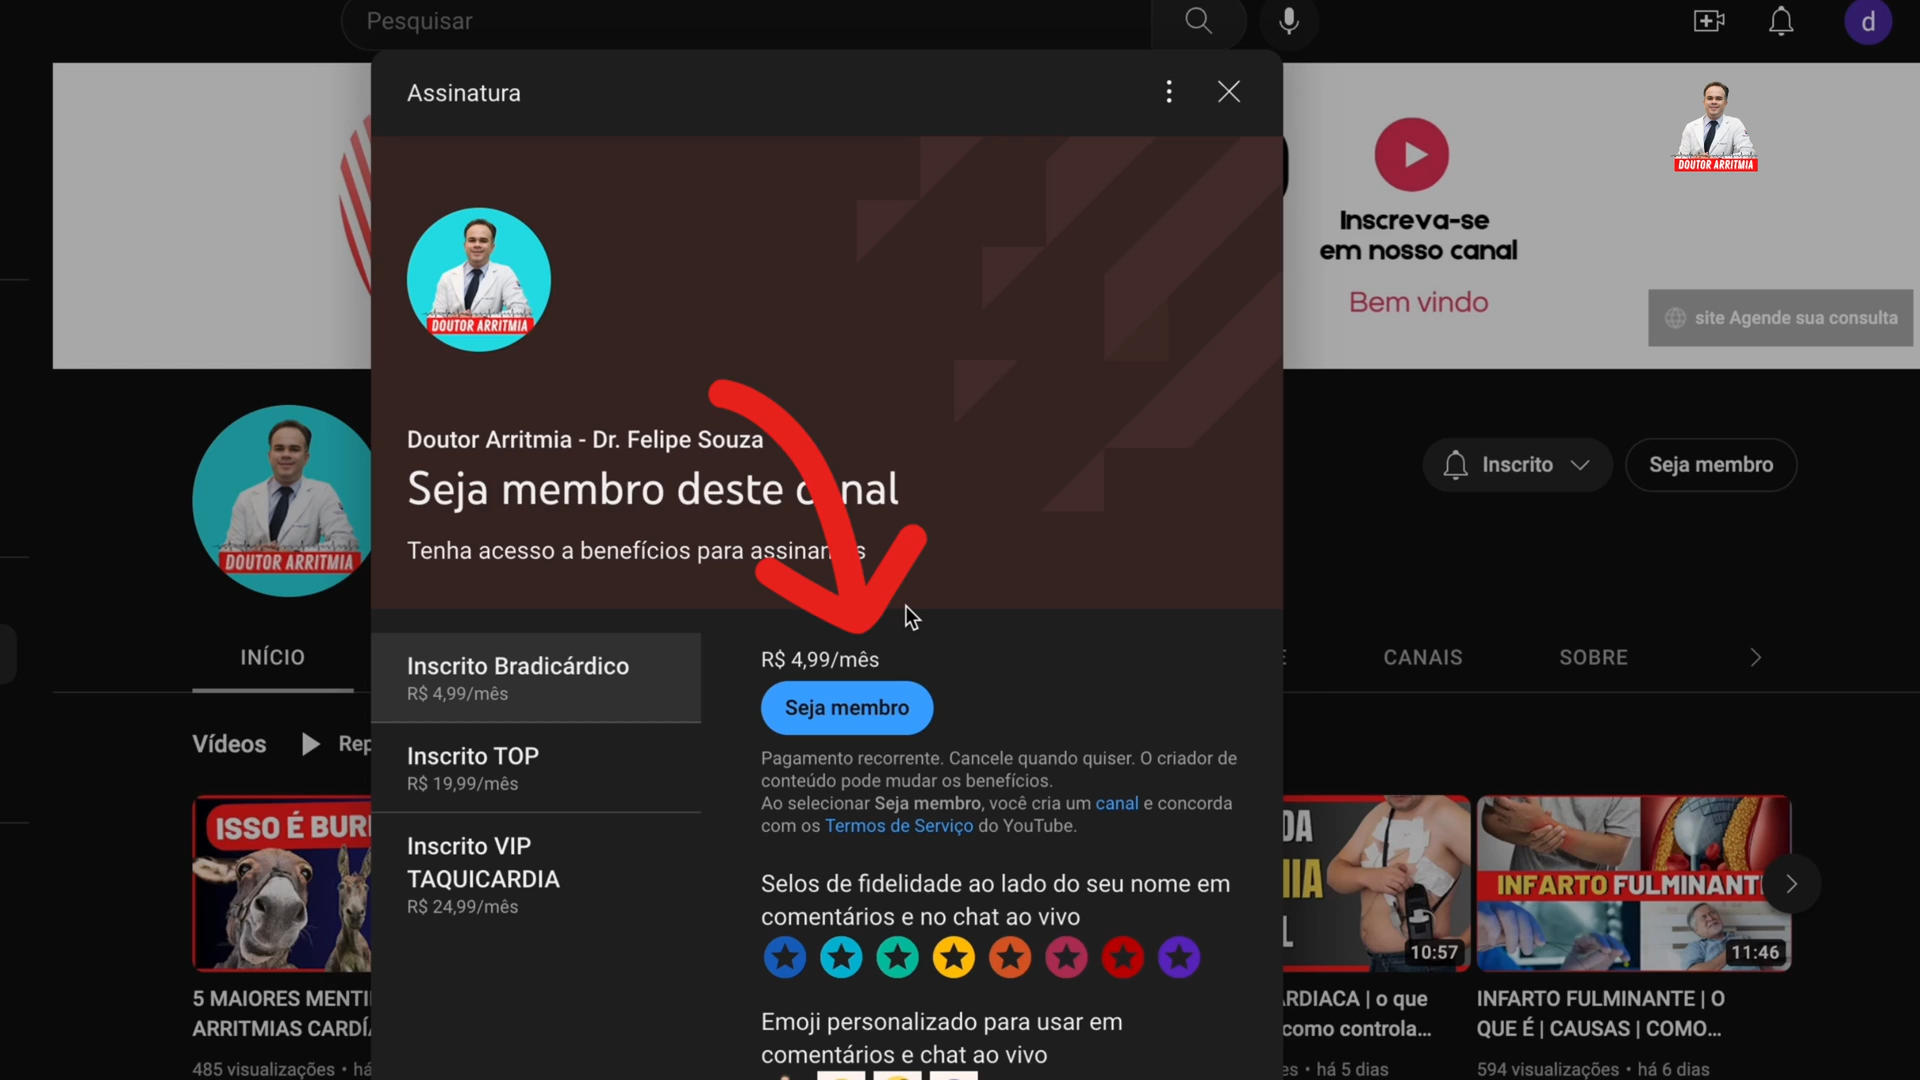 Pesquisar
d
Assinatura
DOUTOR ARRITMIA
Inscreva-se
em nosso canal
Bem vindo
site Agende sua consulta
DOUTOR ARRITMIA
Doutor Arritmia - Dr. Felipe Souza
Seja membro deste
Tenha acesso a benefícios para
DOUTOR ARRITMIA
Inscrito
Seja membro
INÍCIO
CANAIS
SOBRE
Inscrito Bradicárdico
R$ 4,99/mês
Inscrito TOP
R$ 19,99/mês
Inscrito VIP
TAQUICARDIA
R$ 24,99/mês
R$ 4,99/mês
Seja membro
Pagamento recorrente. Cancele quando quiser. O criador de
conteúdo pode mudar os benefícios.
Ao selecionar Seja membro, você cria um canal e concorda
com os Termos de Serviço do YouTube.
Selos de fidelidade ao lado do seu nome em
comentários e no chat ao vivo
Emoji personalizado para usar em
comentários e chat ao vivo
Vídeos
Rep
ISSO É BUR
5 MAIORES MENTI
ARRITMIAS CARDÍ
485 visualizações • há
10:57
RDIACA | o que
como controla...
es • há 5 dias
INFARTO FULMINANT
11:46
INFARTO FULMINANTE | O
QUE É | CAUSAS | COMO...
594 visualizações • há 6 dias